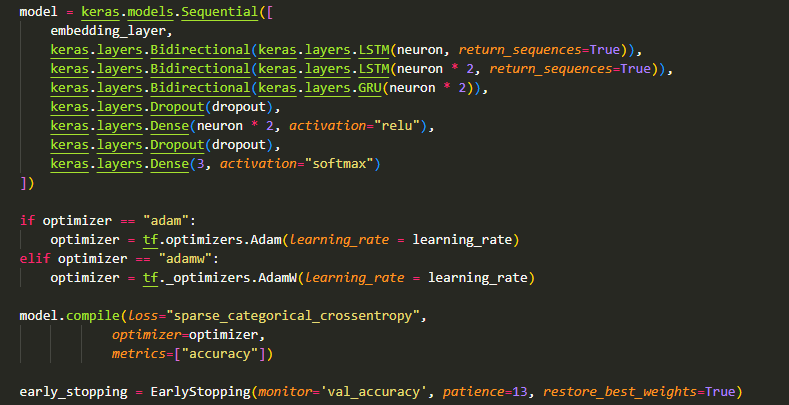 model = keras.models.Sequential([
    embedding_layer,
    keras.layers.Bidirectional(keras.layers.LSTM(neuron, return_sequences=True)),
    keras.layers.Bidirectional(keras.layers.LSTM(neuron * 2, return_sequences=True)),
    keras.layers.Bidirectional(keras.layers.GRU(neuron * 2)),
    keras.layers.Dropout(dropout),
    keras.layers.Dense(neuron * 2, activation="relu"),
    keras.layers.Dropout(dropout),
    keras.layers.Dense(3, activation="softmax")
])
if optimizer == "adam":
    optimizer = tf.optimizers.Adam(learning_rate = learning_rate)
elif optimizer == "adamw":
    optimizer = tf._optimizers.AdamW(learning_rate = learning_rate)
model.compile(loss="sparse_categorical_crossentropy",
            optimizer=optimizer,
            metrics=["accuracy"])
early_stopping = EarlyStopping(monitor='val_accuracy', patience=13, restore_best_weights=True)